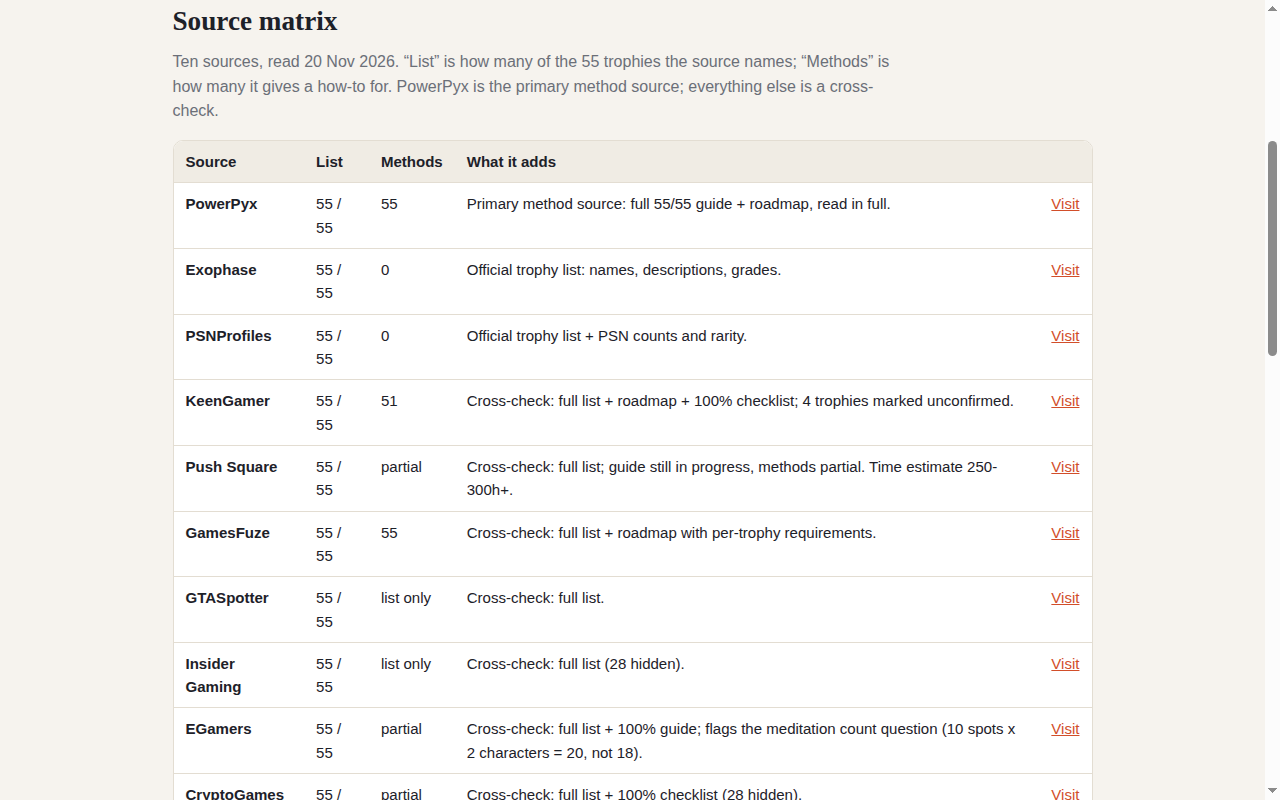 Source matrix
Ten sources, read 20 Nov 2026. “List” is how many of the 55 trophies the source names; “Methods” is
how many it gives a how-to for. PowerPyx is the primary method source; everything else is a cross-
check.
Source List Methods What it adds
PowerPyx 55 / 55 55 Primary method source: full 55/55 guide + roadmap, read in full. Visit
Exophase 55 / 55 0 Official trophy list: names, descriptions, grades. Visit
PSNProfiles 55 / 55 0 Official trophy list + PSN counts and rarity. Visit
KeenGamer 55 / 55 51 Cross-check: full list + roadmap + 100% checklist; 4 trophies marked unconfirmed. Visit
Push Square 55 / 55 partial Cross-check: full list; guide still in progress, methods partial. Time estimate 250-
300h+. Visit
GamesFuze 55 / 55 55 Cross-check: full list + roadmap with per-trophy requirements. Visit
GTASpotter 55 / 55 list only Cross-check: full list. Visit
Insider Gaming 55 / 55 list only Cross-check: full list (28 hidden). Visit
EGamers 55 / 55 partial Cross-check: full list + 100% guide; flags the meditation count question (10 spots x
2 characters = 20, not 18). Visit
CryptoGames 55 / partial Cross-check: full list + 100% checklist (28 hidden). Visit